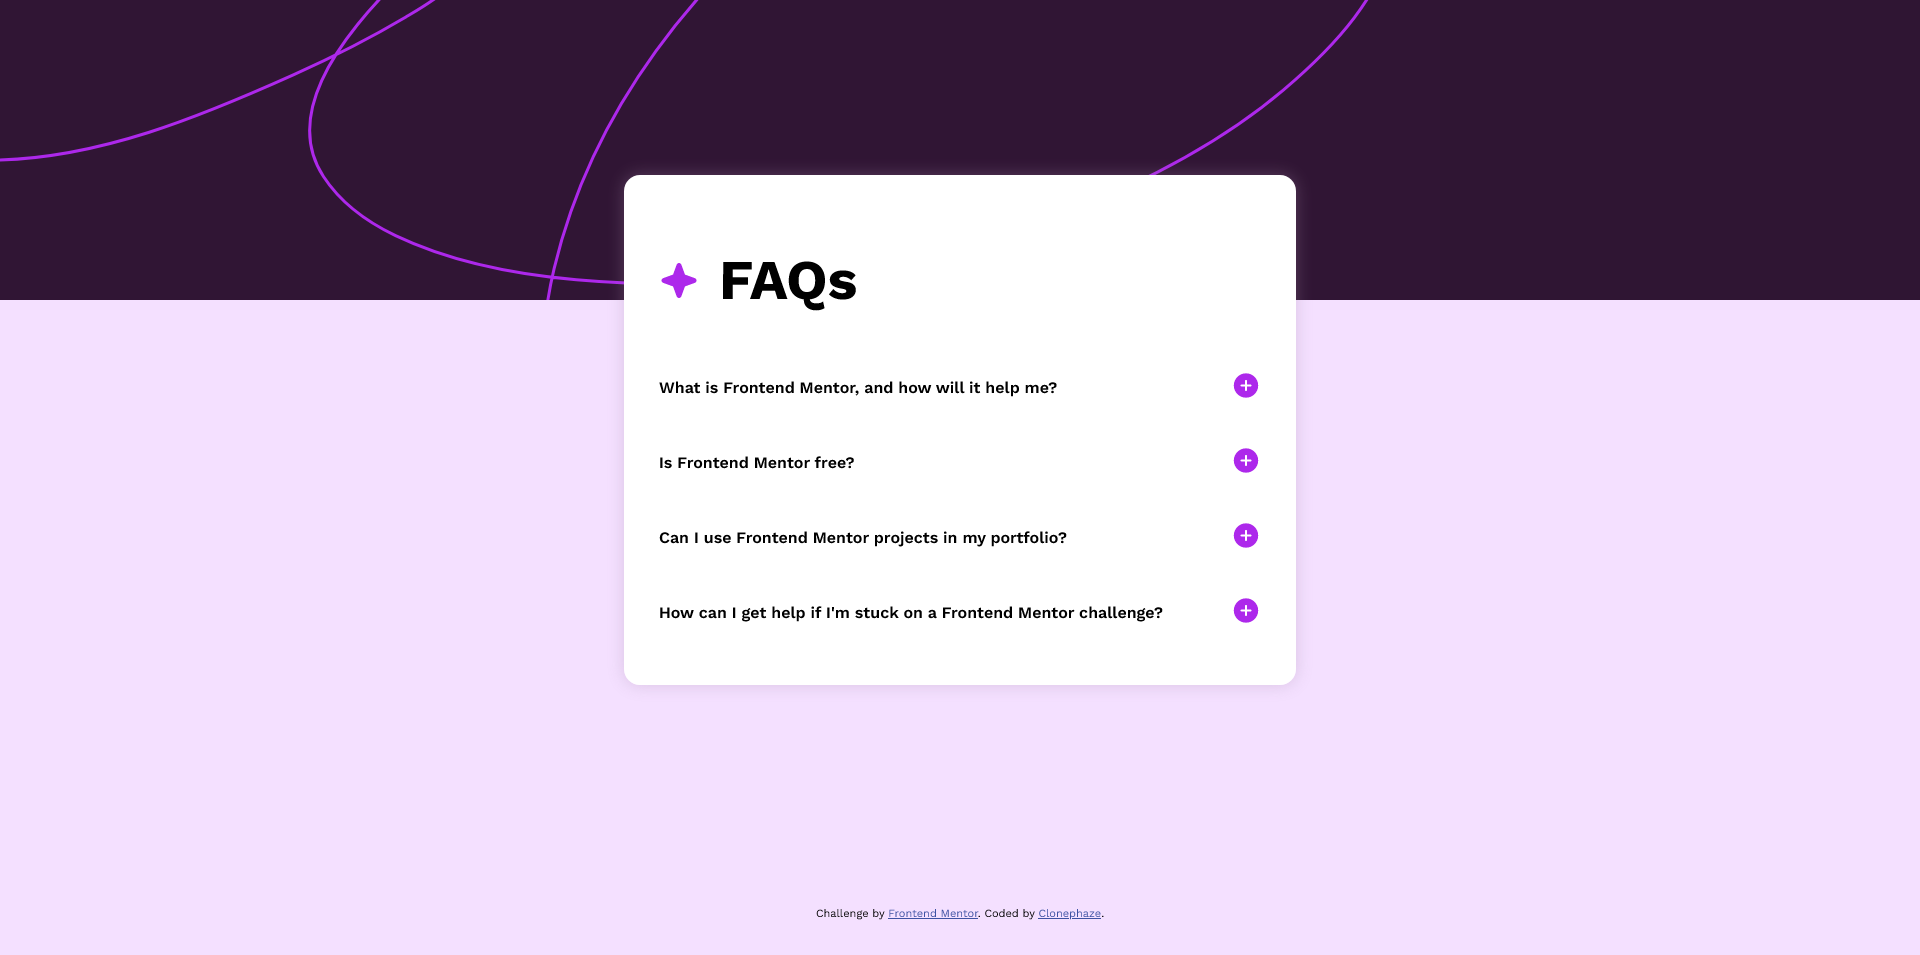 FAQs
What is Frontend Mentor, and how will it help me?
Is Frontend Mentor free?
Can I use Frontend Mentor projects in my portfolio?
How can I get help if I'm stuck on a Frontend Mentor challenge?
Challenge by Frontend Mentor. Coded by Clonephaze.